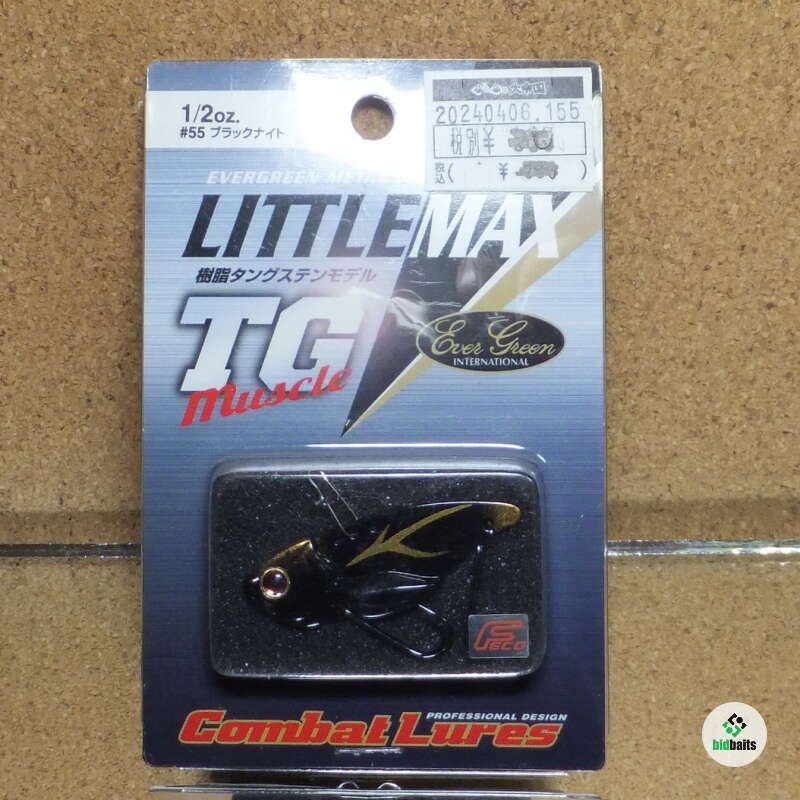 1/2oz.
#55 ブラックナイト
20240406.155
税別¥
税込( ¥ )
EVERGREEN META
LITTLEMAX
樹脂タングステンモデル
TG
Muscle
Ever Green
INTERNATIONAL
FECO
PROFESSIONAL DESIGN
Combat Lures
bidbaits